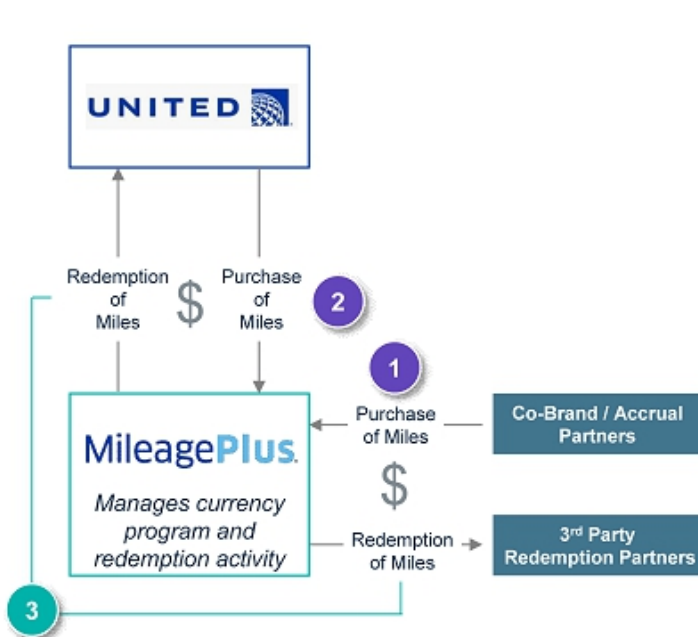 UNITED
Redemption
of
Miles
$
Purchase
of
Miles
2
1
Purchase
of Miles
Co-Brand / Accrual
Partners
MileagePlus.
$
Manages currency
program and
redemption activity
Redemption
of Miles
3rd Party
Redemption Partners
3